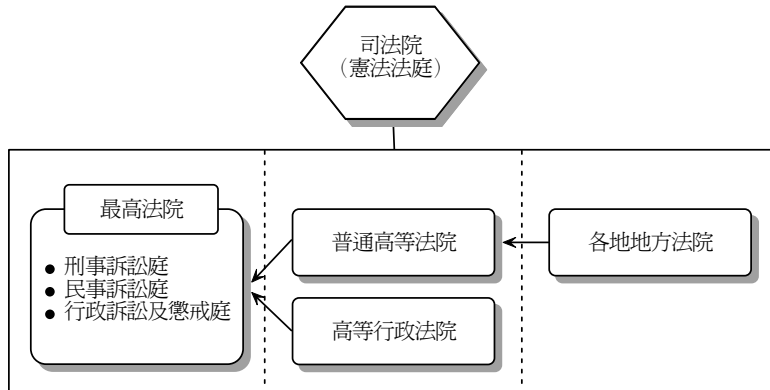 司法院
(憲法法庭)
最高法院
● 刑事訴訟庭
● 民事訴訟庭
● 行政訴訟及懲戒庭
普通高等法院
高等行政法院
各地地方法院